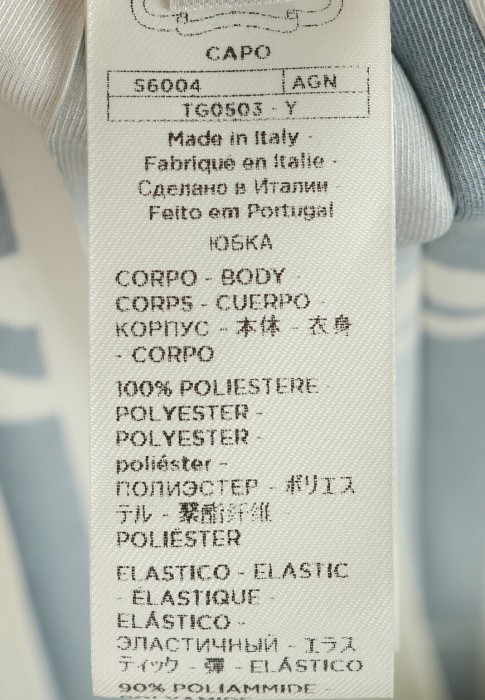 CAPO
S6004 AGN
TG0503 - Y
Made in Italy -
Fabriqué en Italie -
Сделано в Италии -
Feito em Portugal
ЮБКА
CORPO - BODY -
CORPS - CUERPO -
КОРПУС - 本体 - 衣身
- CORPO
100% POLIESTERE -
POLYESTER -
POLYESTER -
poliéster -
ПОЛИЭСТЕР - ポリエス
テル - 聚酯纤维
POLIÉSTER
ELASTICO - ELASTIC
- ÉLASTIQUE -
ELÁSTICO -
ЭЛАСТИЧНЫЙ - エラス
ティック - 弹 - ELÁSTICO
90% POLIAMMIDE -